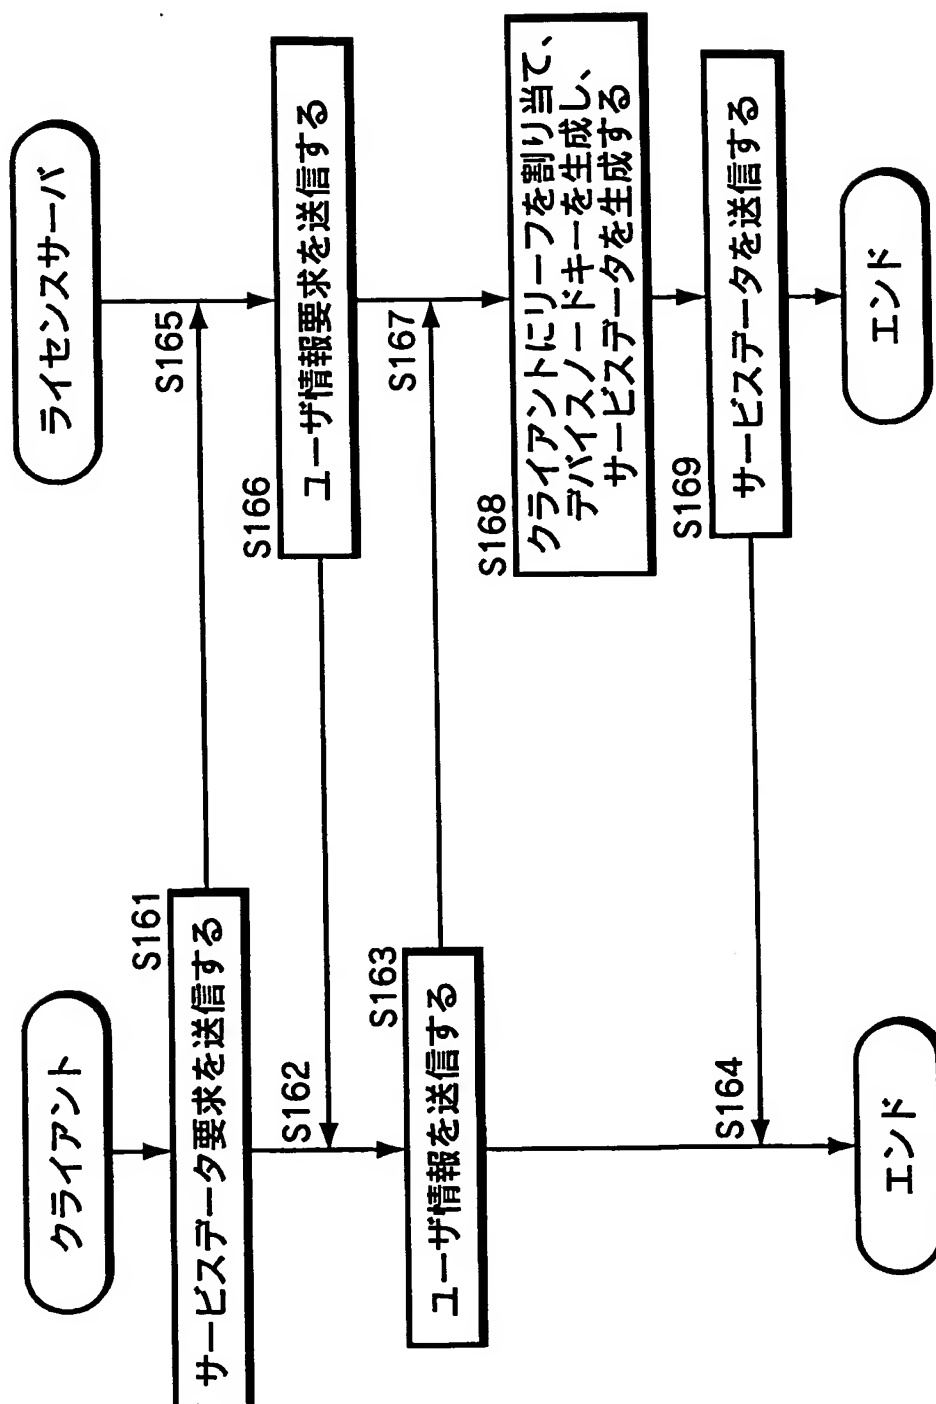 クライアント
S161
サービスデータ要求を送信する
S162
S163
ユーザ情報を送信する
S164
エンド
ライセンスサーバ
S165
S166
ユーザ情報要求を送信する
S167
S168
クライアントにリーフを割り当て、
デバイスノードキーを生成し、
サービスデータを生成する
S169
サービスデータを送信する
エンド